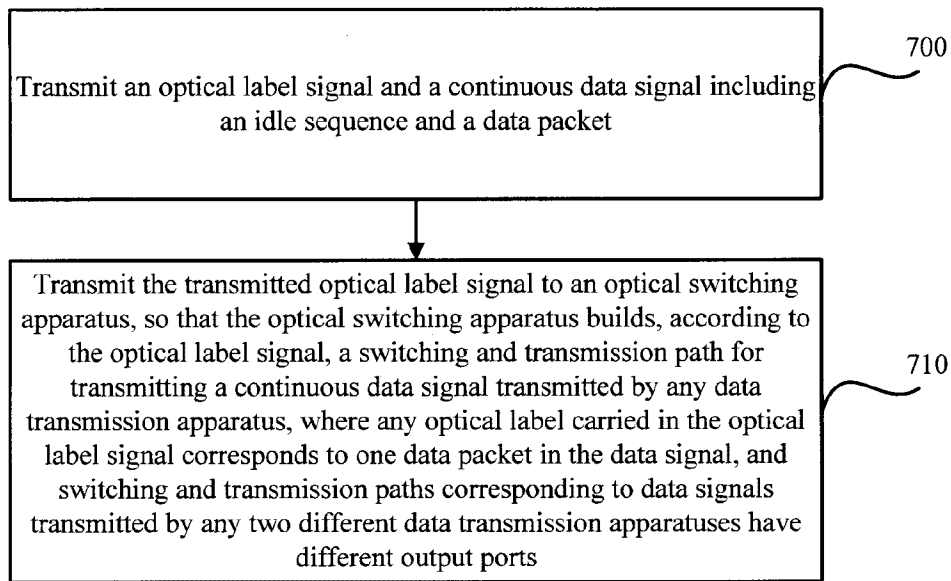 700
Transmit an optical label signal and a continuous data signal including
an idle sequence and a data packet
Transmit the transmitted optical label signal to an optical switching
apparatus, so that the optical switching apparatus builds, according to
the optical label signal, a switching and transmission path for
transmitting a continuous data signal transmitted by any data
transmission apparatus, where any optical label carried in the optical
label signal corresponds to one data packet in the data signal, and
switching and transmission paths corresponding to data signals
transmitted by any two different data transmission apparatuses have
different output ports
710